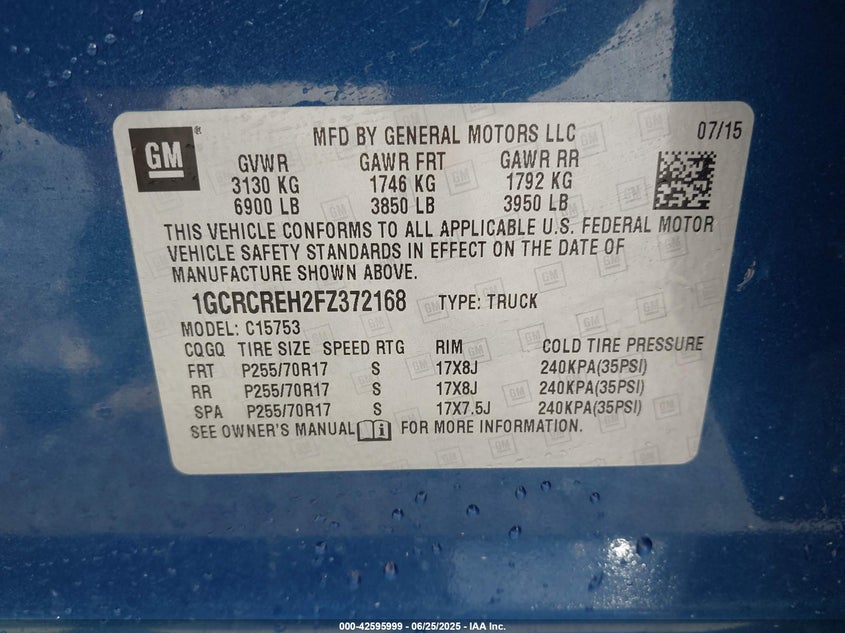 GM ® MFD BY GENERAL MOTORS LLC 07/15
GVWR GAWR FRT GAWR RR
3130 KG 1746 KG 1792 KG
6900 LB 3850 LB 3950 LB
THIS VEHICLE CONFORMS TO ALL APPLICABLE U.S. FEDERAL MOTOR
VEHICLE SAFETY STANDARDS IN EFFECT ON THE DATE OF
MANUFACTURE SHOWN ABOVE.
1GCRCREH2FZ372168 TYPE: TRUCK
MODEL: C15753
CQGQ TIRE SIZE SPEED RTG RIM COLD TIRE PRESSURE
FRT P255/70R17 S 17X8J 240KPA(35PSI)
RR P255/70R17 S 17X8J 240KPA(35PSI)
SPA P255/70R17 S 17X7.5J 240KPA(35PSI)
SEE OWNER'S MANUAL i FOR MORE INFORMATION.
000-42595999 - 06/25/2025 - IAA Inc.